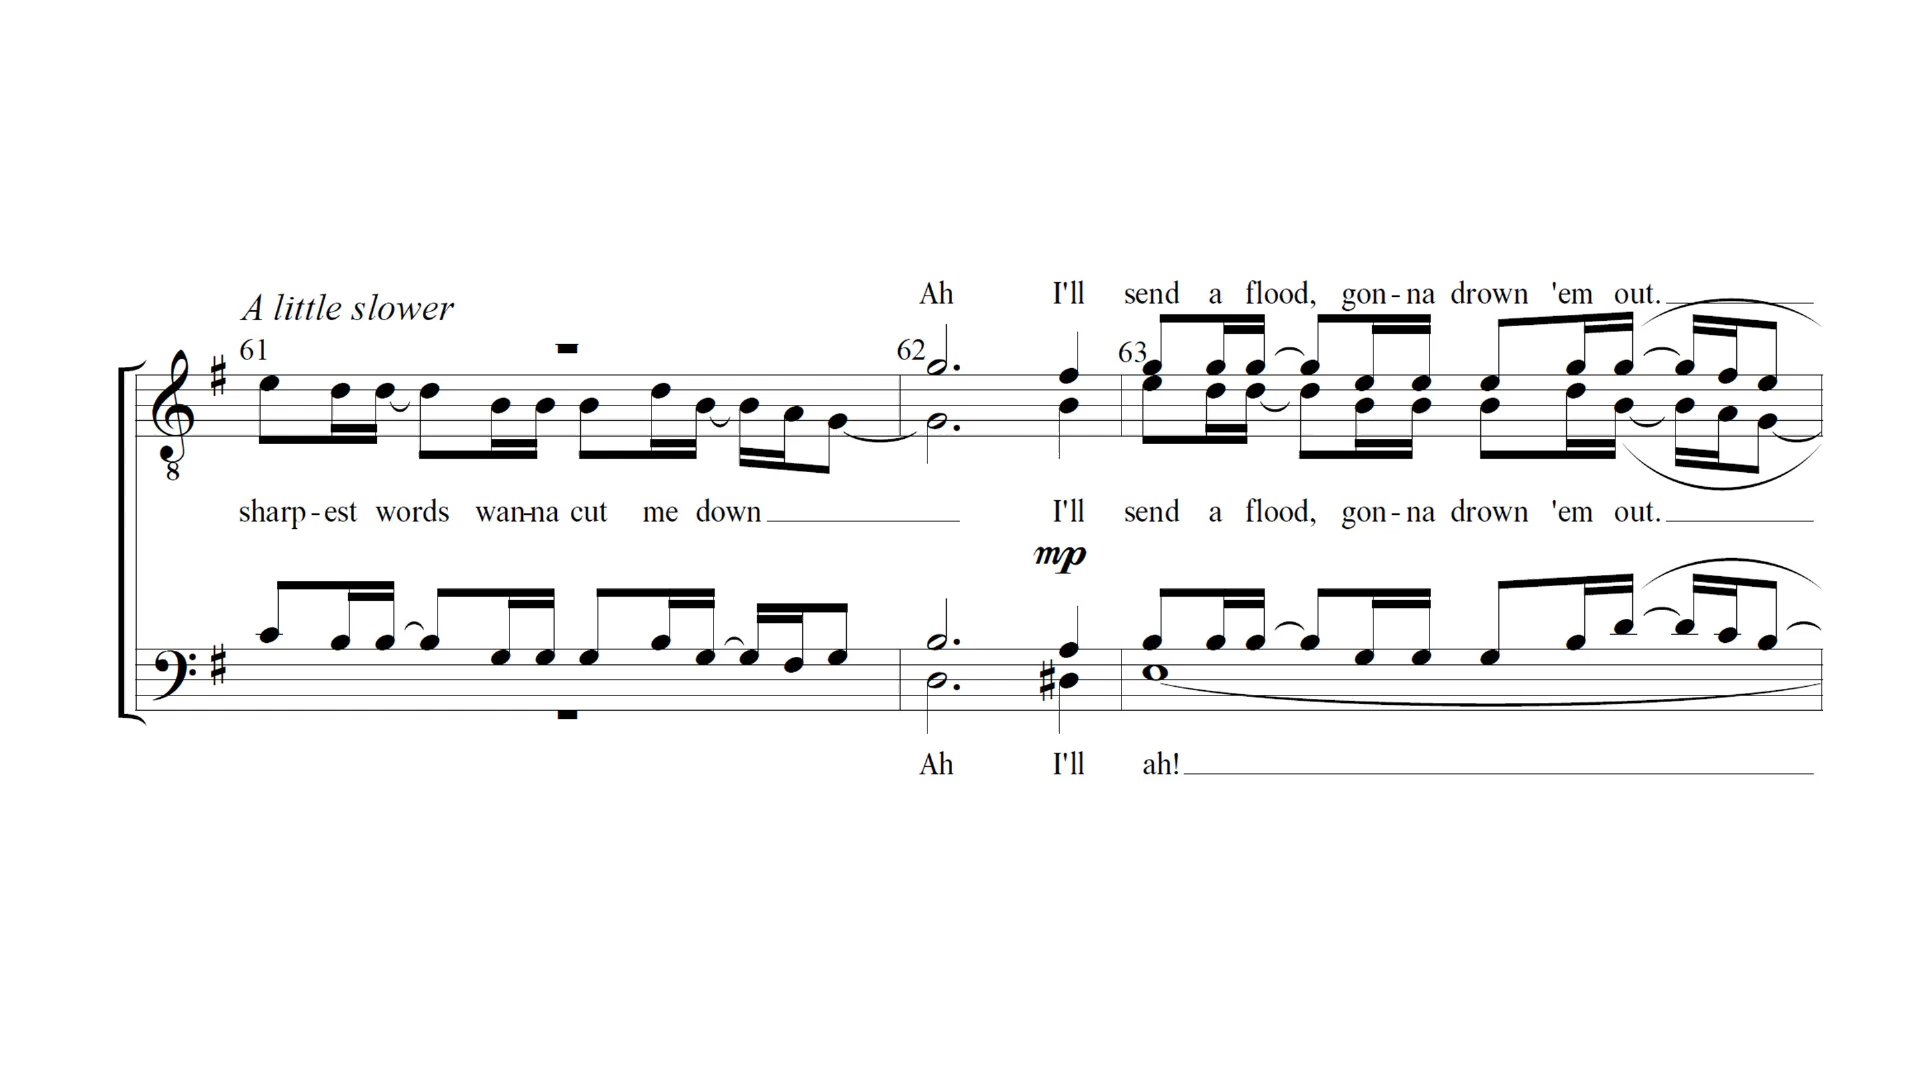 Ah I'll send a flood, gon - na drown 'em out.
A little slower
61 62 63
8
sharp - est words wan - na cut me down I'll send a flood, gon - na drown 'em out.
mp
Ah I'll ah!